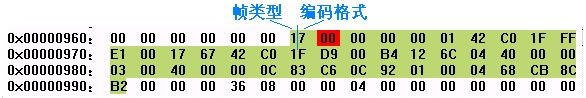 帧类型 编码格式
0x00000960: 00 00 00 00 00 00 17 00 00 00 00 01 42 C0 1F FF
0x00000970: E1 00 17 67 42 C0 1F D9 00 B4 12 6C 04 40 00 00
0x00000980: 03 00 40 00 00 0C 83 C6 0C 92 01 00 04 68 CB 8C
0x00000990: B2 00 00 00 36 08 00 00 04 00 00 00 00 00 00 00